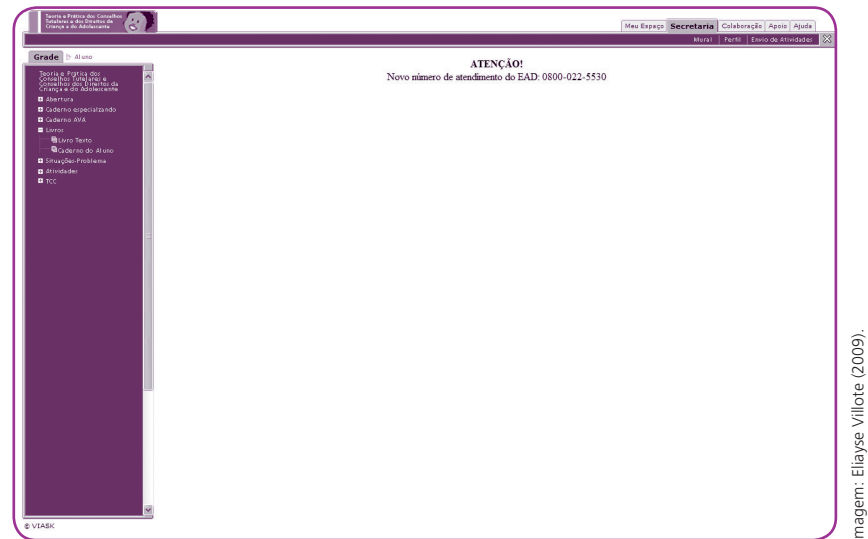 Teoria e Prática dos Conselhos
Tutelares e dos Direitos da
Criança e do Adolescente
Meu Espaço Secretaria Colaboração Apoio Ajuda
Mural | Perfil | Envio de Atividades
Grade Aluno
ATENÇÃO!
Novo número de atendimento do EAD: 0800-022-5530
Teoria e Prática dos
Conselhos Tutelares e
Conselhos dos Direitos da
Criança e do Adolescente
Abertura
Caderno especializando
Caderno AVA
Livros
Livro Texto
Caderno do Aluno
Situações-Problema
Atividades
TCC
© VIASK
magem: Eliayse Villote (2009).